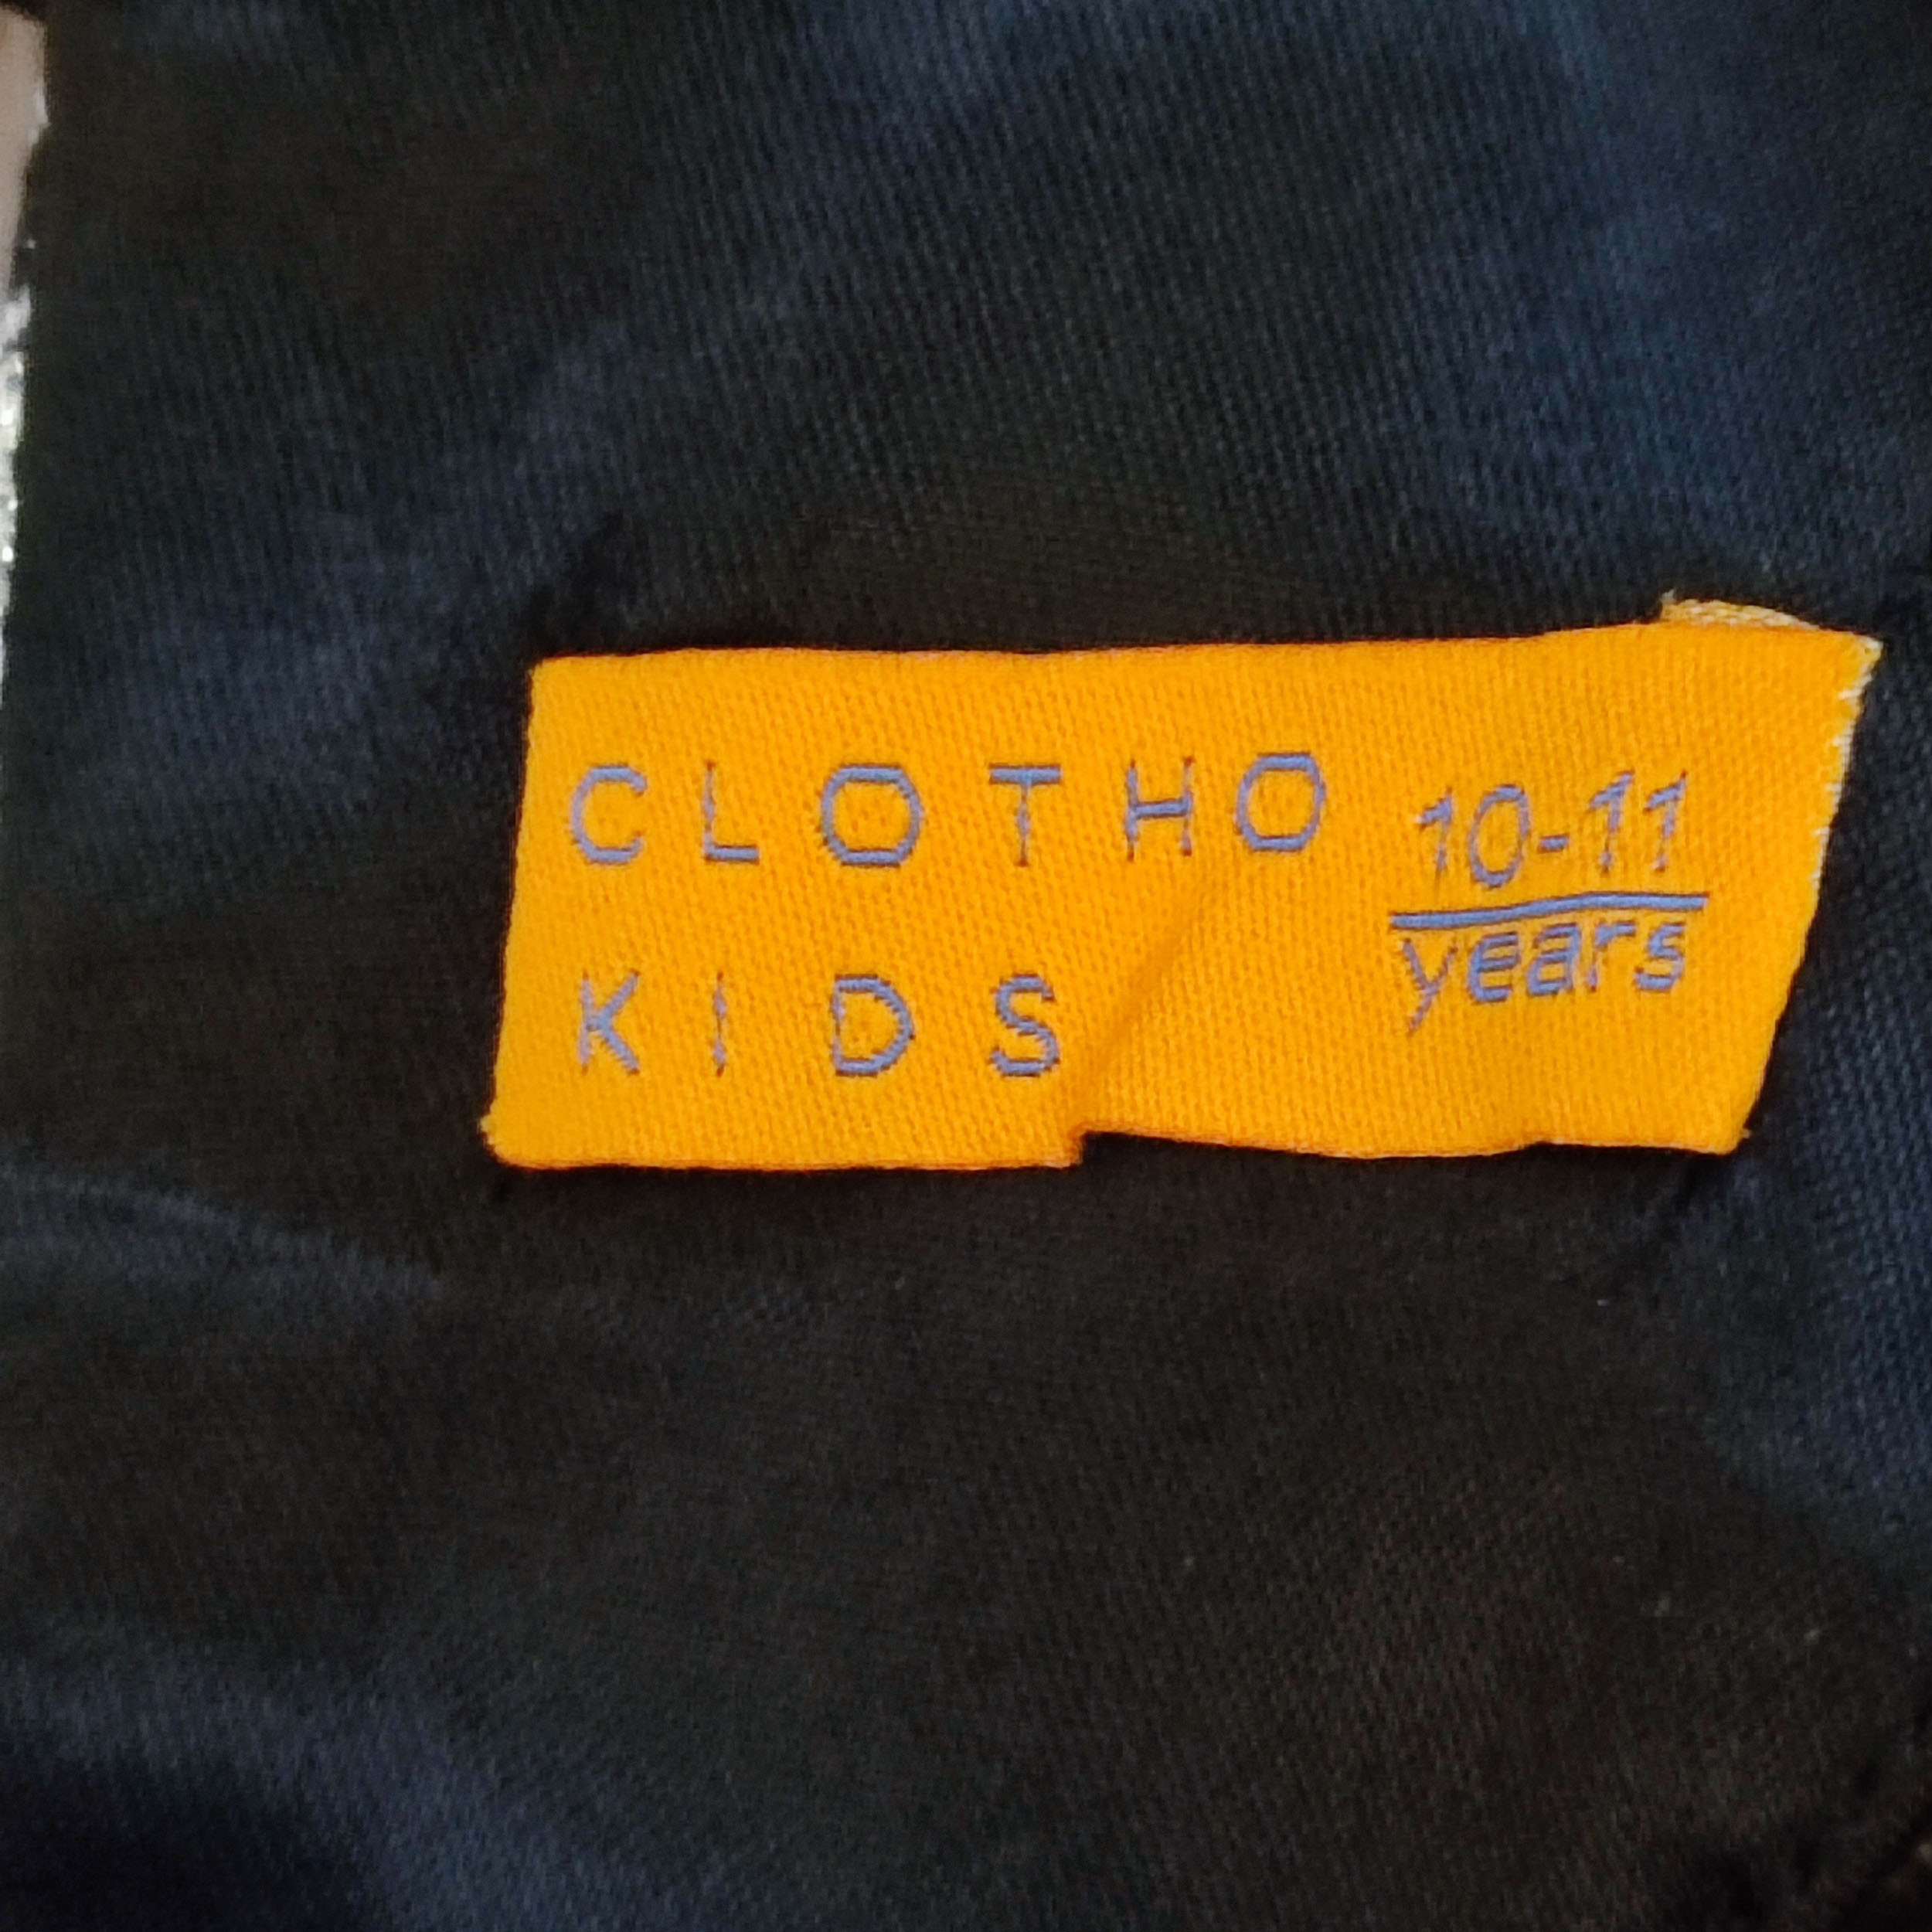 CLOTHO
KIDS
10-11
years